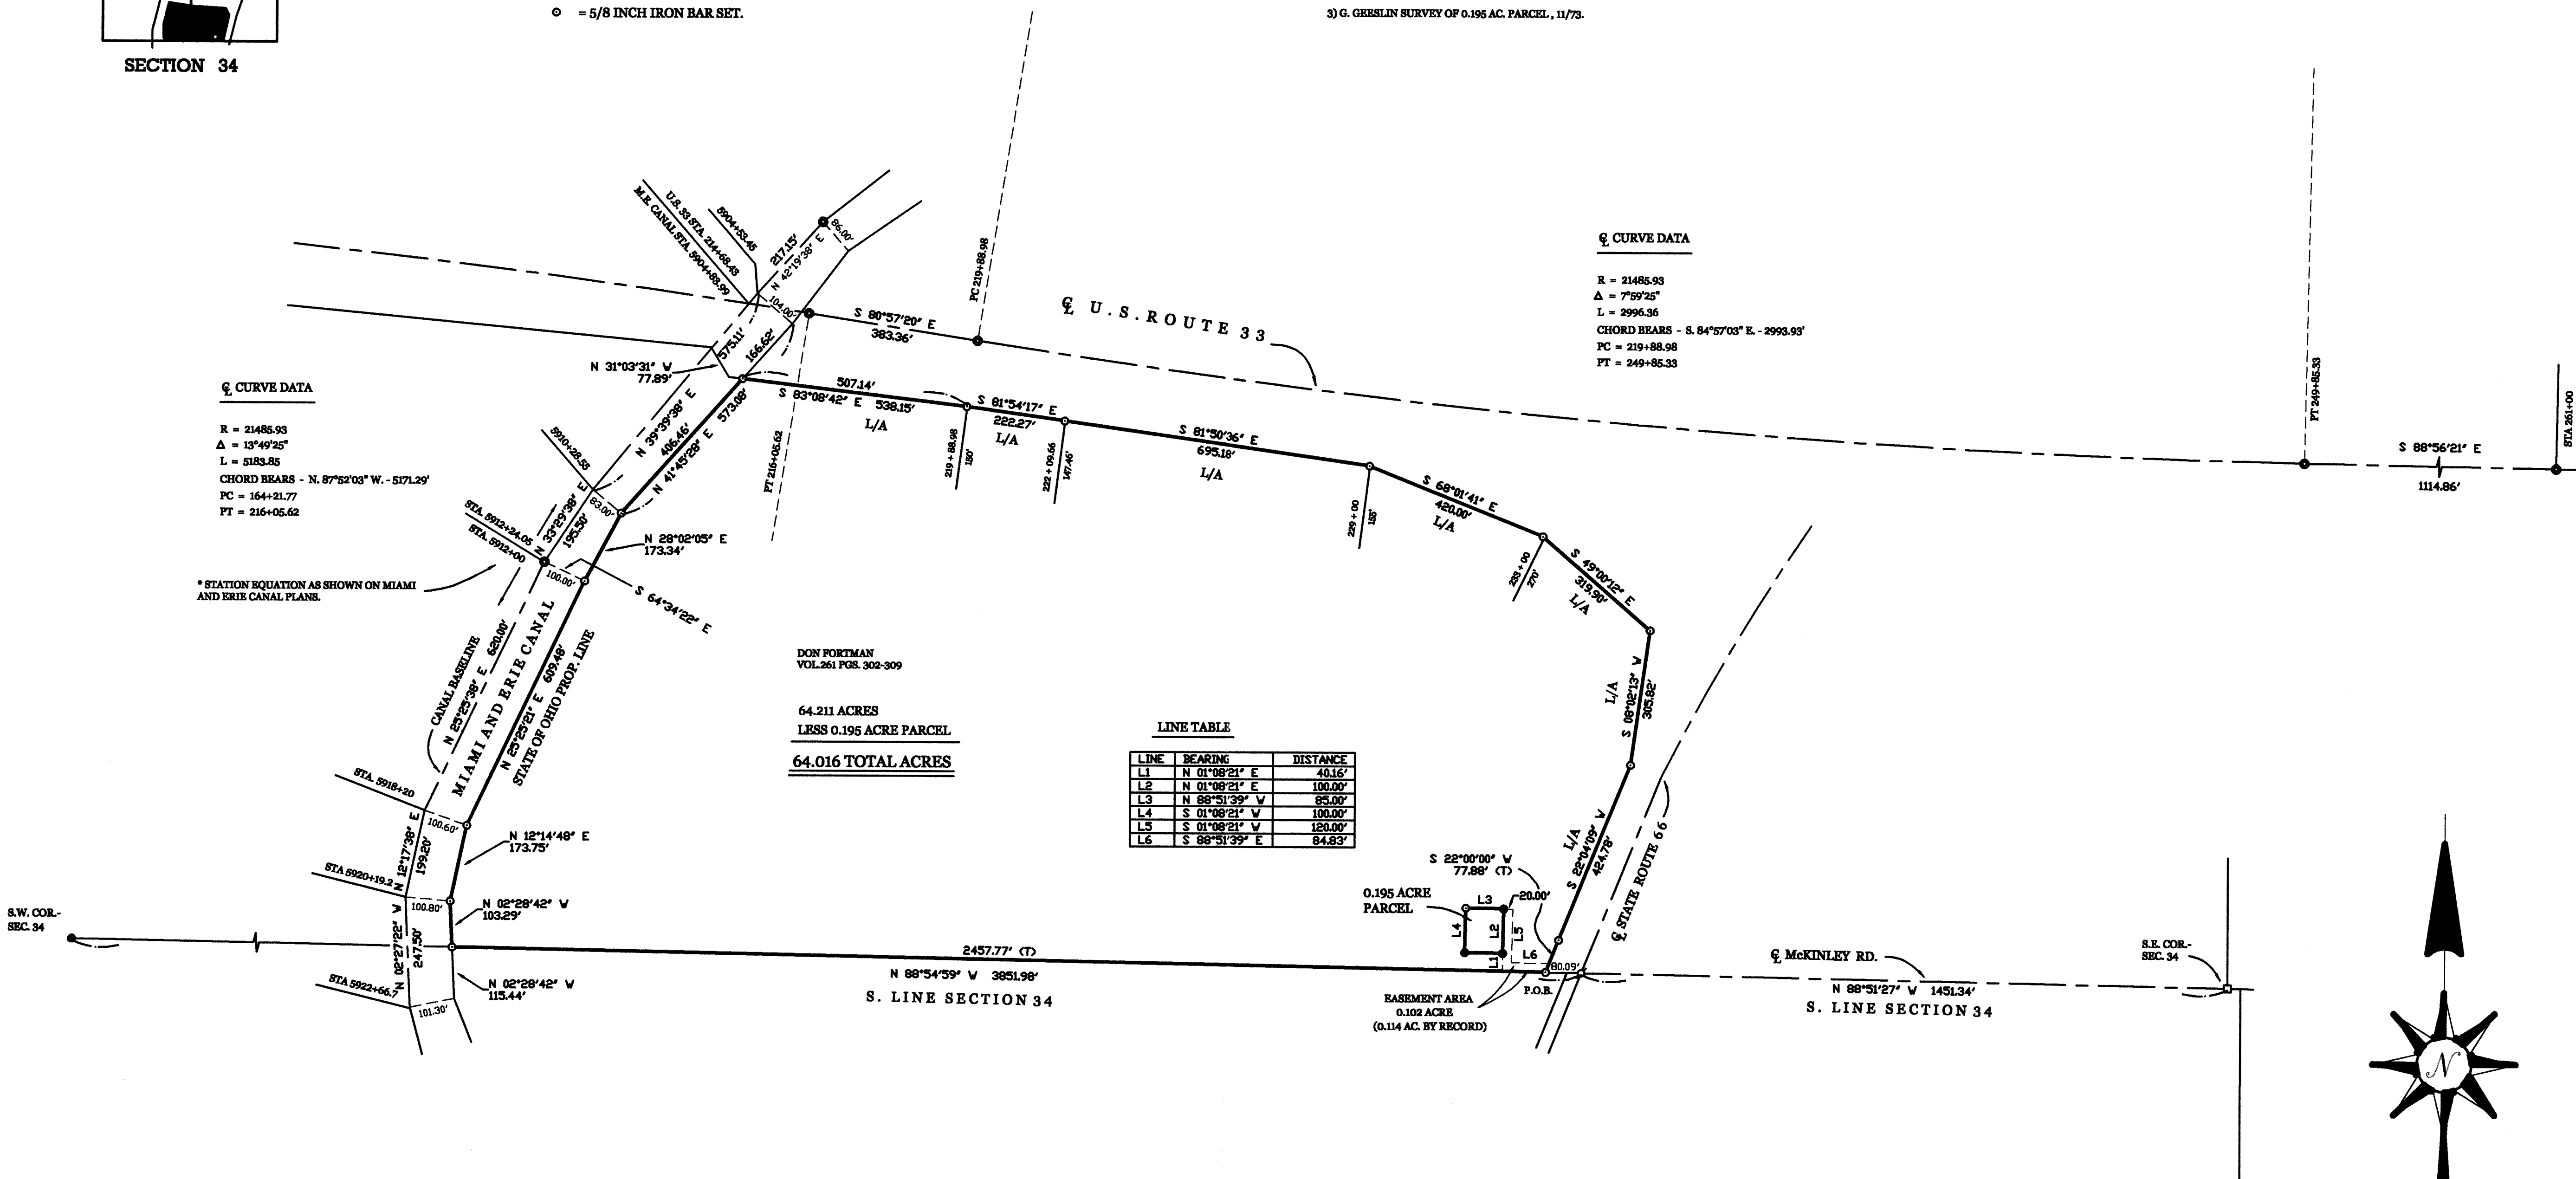 SECTION 34
⊙ = 5/8 INCH IRON BAR SET.
3) G. GEESLIN SURVEY OF 0.195 AC. PARCEL , 11/73.
U.S. 33 STA. 214+68.43
M.E. CANAL STA. 5904+83.99
5904+53.45
217.15'
N 42°19'38" E
86.00'
104.00'
575.11'
166.62'
N 31°03'31" W
77.89'
S 80°57'20" E
383.36'
PC 219+88.98
℄ U.S.ROUTE 33
℄ CURVE DATA
R = 21485.93
Δ = 7°59'25"
L = 2996.36
CHORD BEARS - S. 84°57'03" E. - 2993.93'
PC = 219+88.98
PT = 249+85.33
PT 249+85.33
STA 261+00
S 88°56'21" E
1114.86'
℄ CURVE DATA
R = 21485.93
Δ = 13°49'25"
L = 5183.85
CHORD BEARS - N. 87°52'03" W. - 5171.29'
PC = 164+21.77
PT = 216+05.62
N 39°39'38" E
406.46'
N 41°45'28" E 573.08'
507.14'
S 83°08'42" E 538.15'
L/A
PT 216+05.62
219 + 88.98
150'
S 81°54'17" E
222.27'
L/A
222 + 09.66
147.46'
S 81°50'36" E
695.18'
L/A
229 + 00
155'
S 68°01'41" E
420.00'
L/A
233 + 00
270'
S 49°00'12" E
319.90'
L/A
5910+28.55
83.00'
N 33°29'38" E
195.50'
STA. 5912+24.05
STA. 5912+00
100.00'
N 28°02'05" E
173.34'
S 64°34'22" E
* STATION EQUATION AS SHOWN ON MIAMI
AND ERIE CANAL PLANS.
CANAL BASELINE
N 25°25'38" E 620.00'
MIAMI AND ERIE CANAL
N 25°25'21" E 609.48'
STATE OF OHIO PROP. LINE
DON FORTMAN
VOL.261 PGS. 302-309
64.211 ACRES
LESS 0.195 ACRE PARCEL
64.016 TOTAL ACRES
LINE TABLE
LINE BEARING DISTANCE
L1 N 01°08'21" E 40.16'
L2 N 01°08'21" E 100.00'
L3 N 88°51'39" W 85.00'
L4 S 01°08'21" W 100.00'
L5 S 01°08'21" W 120.00'
L6 S 88°51'39" E 84.83'
L/A
S 08°02'13" W
305.82'
L/A
S 22°04'09" W
424.78'
℄ STATE ROUTE 66
STA. 5918+20
100.60'
N 12°17'38" E
199.20'
N 12°14'48" E
173.75'
STA 5920+19.2
100.80'
N 02°28'42" W
103.29'
N 02°27'22" W
247.50'
STA 5922+66.7
101.30'
N 02°28'42" W
115.44'
S.W. COR.-
SEC. 34
2457.77' (T)
N 88°54'59" W 3851.98'
S. LINE SECTION 34
S 22°00'00" W
77.88' (T)
0.195 ACRE
PARCEL
L3
20.00'
L4
L2
L5
L1
L6
80.09'
P.O.B.
EASEMENT AREA
0.102 ACRE
(0.114 AC. BY RECORD)
℄ McKINLEY RD.
N 88°51'27" W 1451.34'
S. LINE SECTION 34
S.E. COR.-
SEC. 34
N